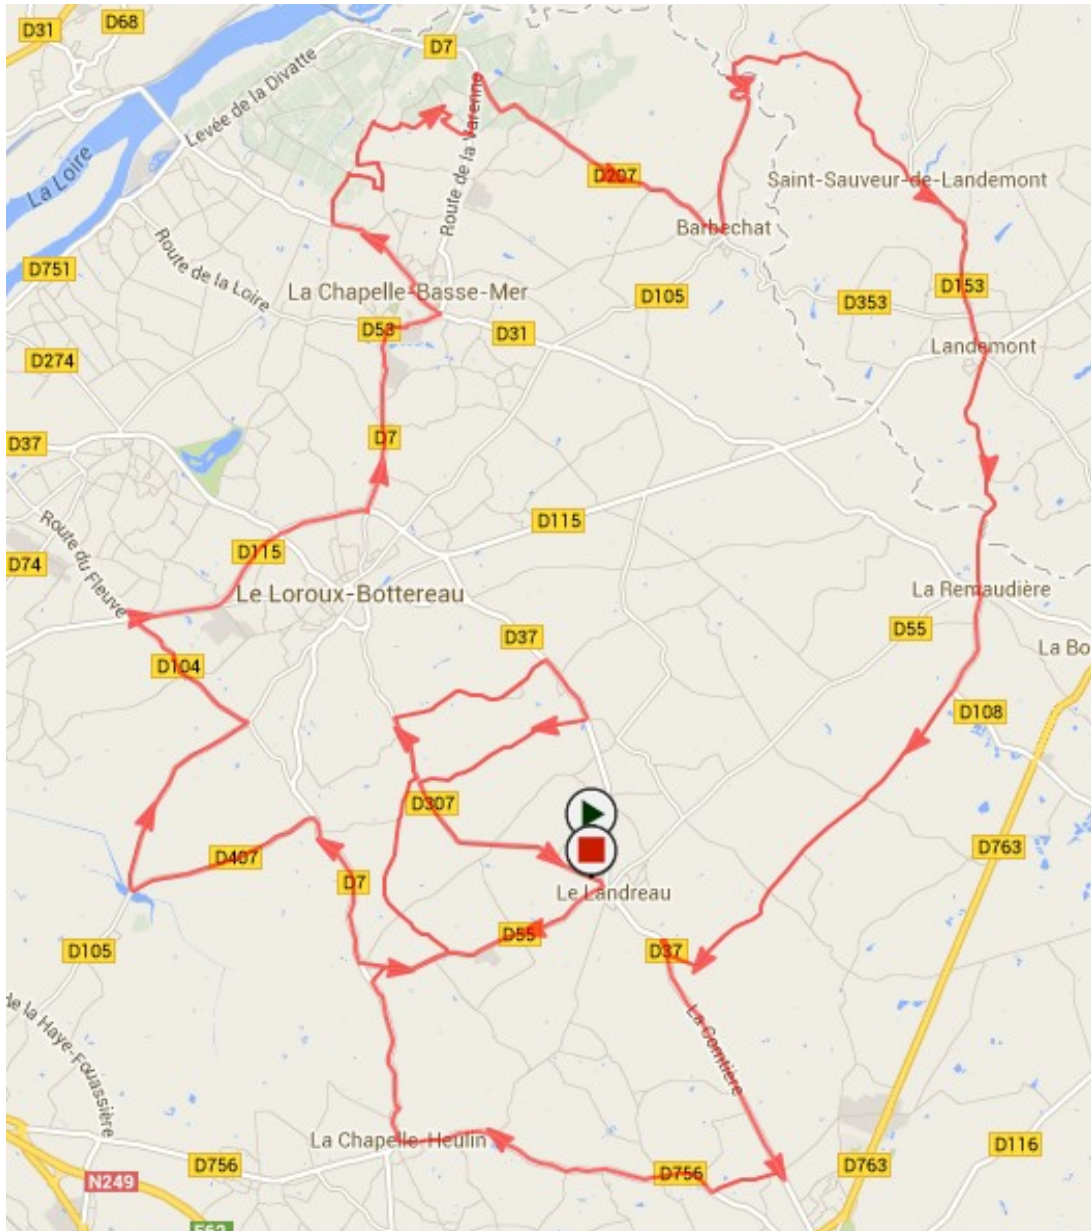 D31
D68
D7
Levée de la Divatte
La Loire
Route de la Varenne
D207
Saint-Sauveur-de-Landemont
Barbechat
D751
Route de la Loire
La Chapelle-Basse-Mer
D105
D353
D153
D53
D31
Landemont
D274
D37
D7
Route du Fleuve
D115
D115
D74
Le Loroux-Bottereau
La Remaudière
D55
D37
La Bo
D104
D108
D307
D763
D407
D7
Le Landreau
D55
D105
D37
de la Haye-Fouassière
La Comtière
La Chapelle-Heulin
D116
D756
D756
D763
N249
E62